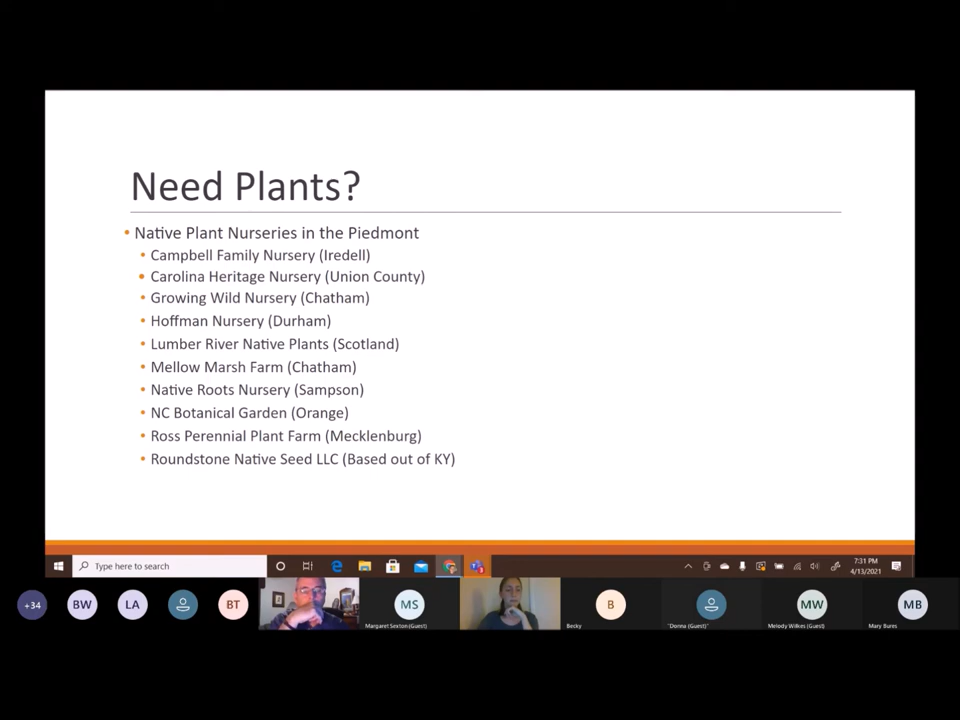 Need Plants?
Native Plant Nurseries in the Piedmont
Campbell Family Nursery (Iredell)
Carolina Heritage Nursery (Union County)
Growing Wild Nursery (Chatham)
Hoffman Nursery (Durham)
Lumber River Native Plants (Scotland)
Mellow Marsh Farm (Chatham)
Native Roots Nursery (Sampson)
NC Botanical Garden (Orange)
Ross Perennial Plant Farm (Mecklenburg)
Roundstone Native Seed LLC (Based out of KY)
Type here to search
7:31 PM
4/13/2021
+34 BW LA BT MS B MW MB
Margaret Sexton (Guest) Becky "Donna (Guest)" Melody Wilkes (Guest) Mary Bures